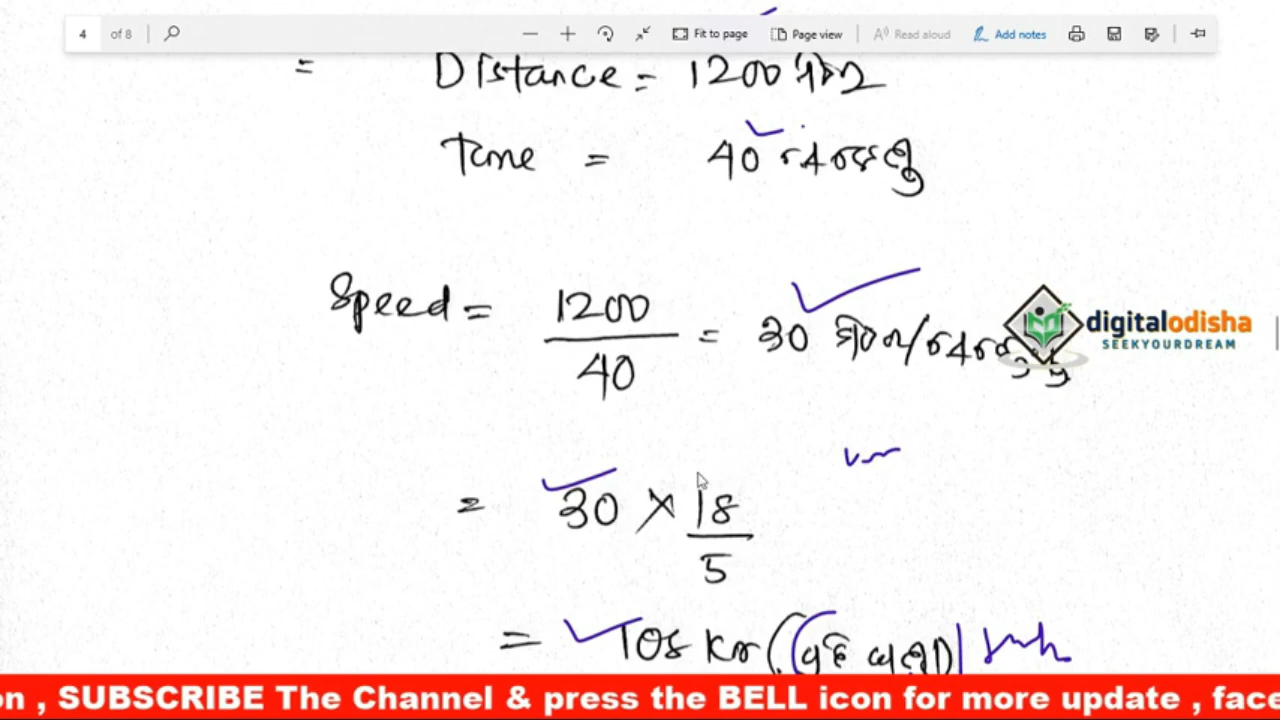 4 of 8 Fit to page Page view Read aloud Add notes
= Distance = 1200 ମିଟର
Time = 40 ସେକେଣ୍ଡ
Speed = 1200 / 40 = 30 ମିଟର/ସେକେଣ୍ଡ
digitalodisha
SEEKYOURDREAM
= 30 × 18 / 5
= 108 Km
on , SUBSCRIBE The Channel & press the BELL icon for more update , face